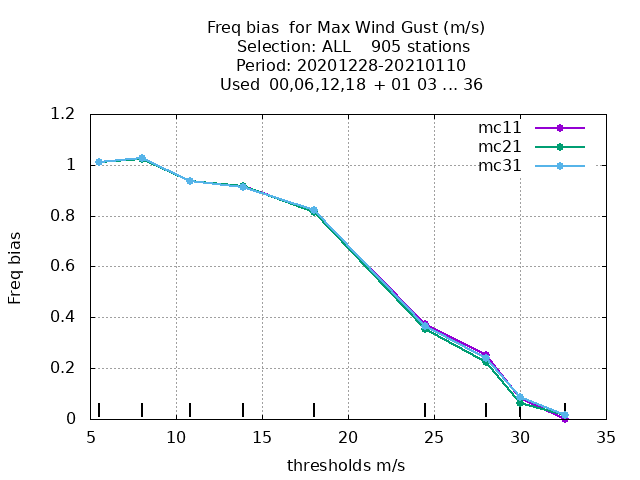 Freq bias  for Max Wind Gust (m/s)
Selection: ALL    905 stations
Period: 20201228-20210110
Used  00,06,12,18  + 01 03 ... 36
mc11
mc21
mc31
Freq bias
1.2
1
0.8
0.6
0.4
0.2
0
5 10 15 20 25 30 35
thresholds m/s